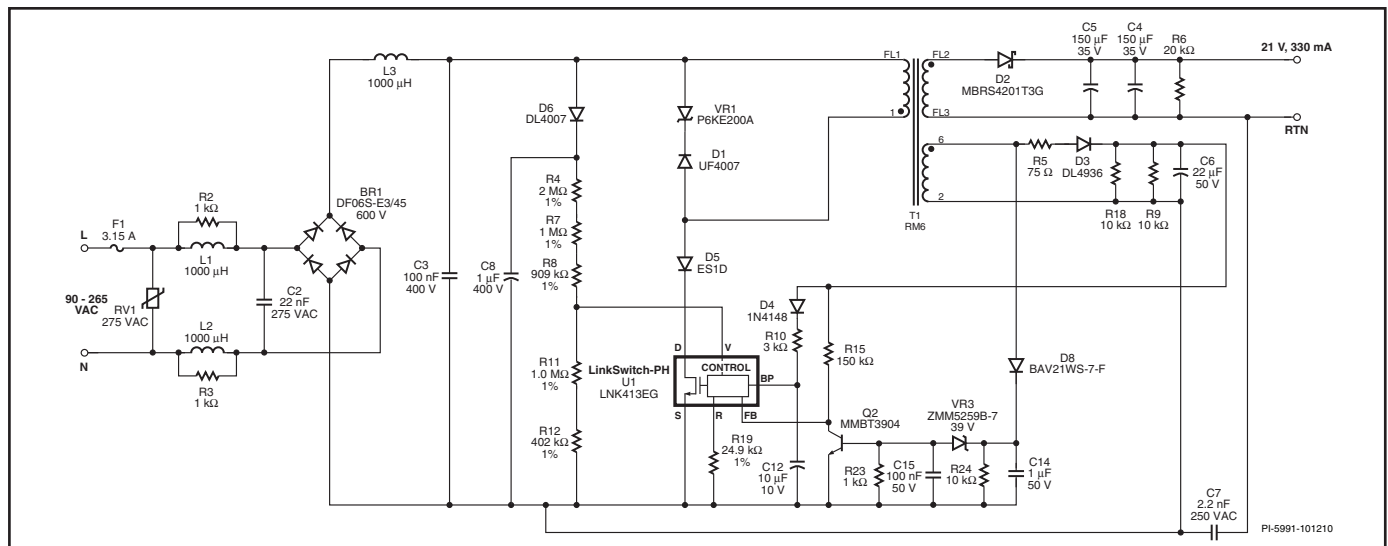 L
F1
3.15 A
90 - 265
VAC
RV1
275 VAC
N
R2
1 kΩ
L1
1000 µH
L2
1000 µH
R3
1 kΩ
C2
22 nF
275 VAC
BR1
DF06S-E3/45
600 V
L3
1000 µH
C3
100 nF
400 V
C8
1 µF
400 V
D6
DL4007
R4
2 MΩ
1%
R7
1 MΩ
1%
R8
909 kΩ
1%
R11
1.0 MΩ
1%
R12
402 kΩ
1%
VR1
P6KE200A
D1
UF4007
D5
ES1D
LinkSwitch-PH
U1
LNK413EG
D
V
CONTROL
BP
S
R
FB
R19
24.9 kΩ
1%
D4
1N4148
R10
3 kΩ
C12
10 µF
10 V
R15
150 kΩ
Q2
MMBT3904
R23
1 kΩ
C15
100 nF
50 V
VR3
ZMM5259B-7
39 V
R24
10 kΩ
D8
BAV21WS-7-F
C14
1 µF
50 V
FL1
1
FL2
FL3
6
2
T1
RM6
D2
MBRS4201T3G
C5
150 µF
35 V
C4
150 µF
35 V
R6
20 kΩ
21 V, 330 mA
RTN
R5
75 Ω
D3
DL4936
R18
10 kΩ
R9
10 kΩ
C6
22 µF
50 V
C7
2.2 nF
250 VAC
PI-5991-101210